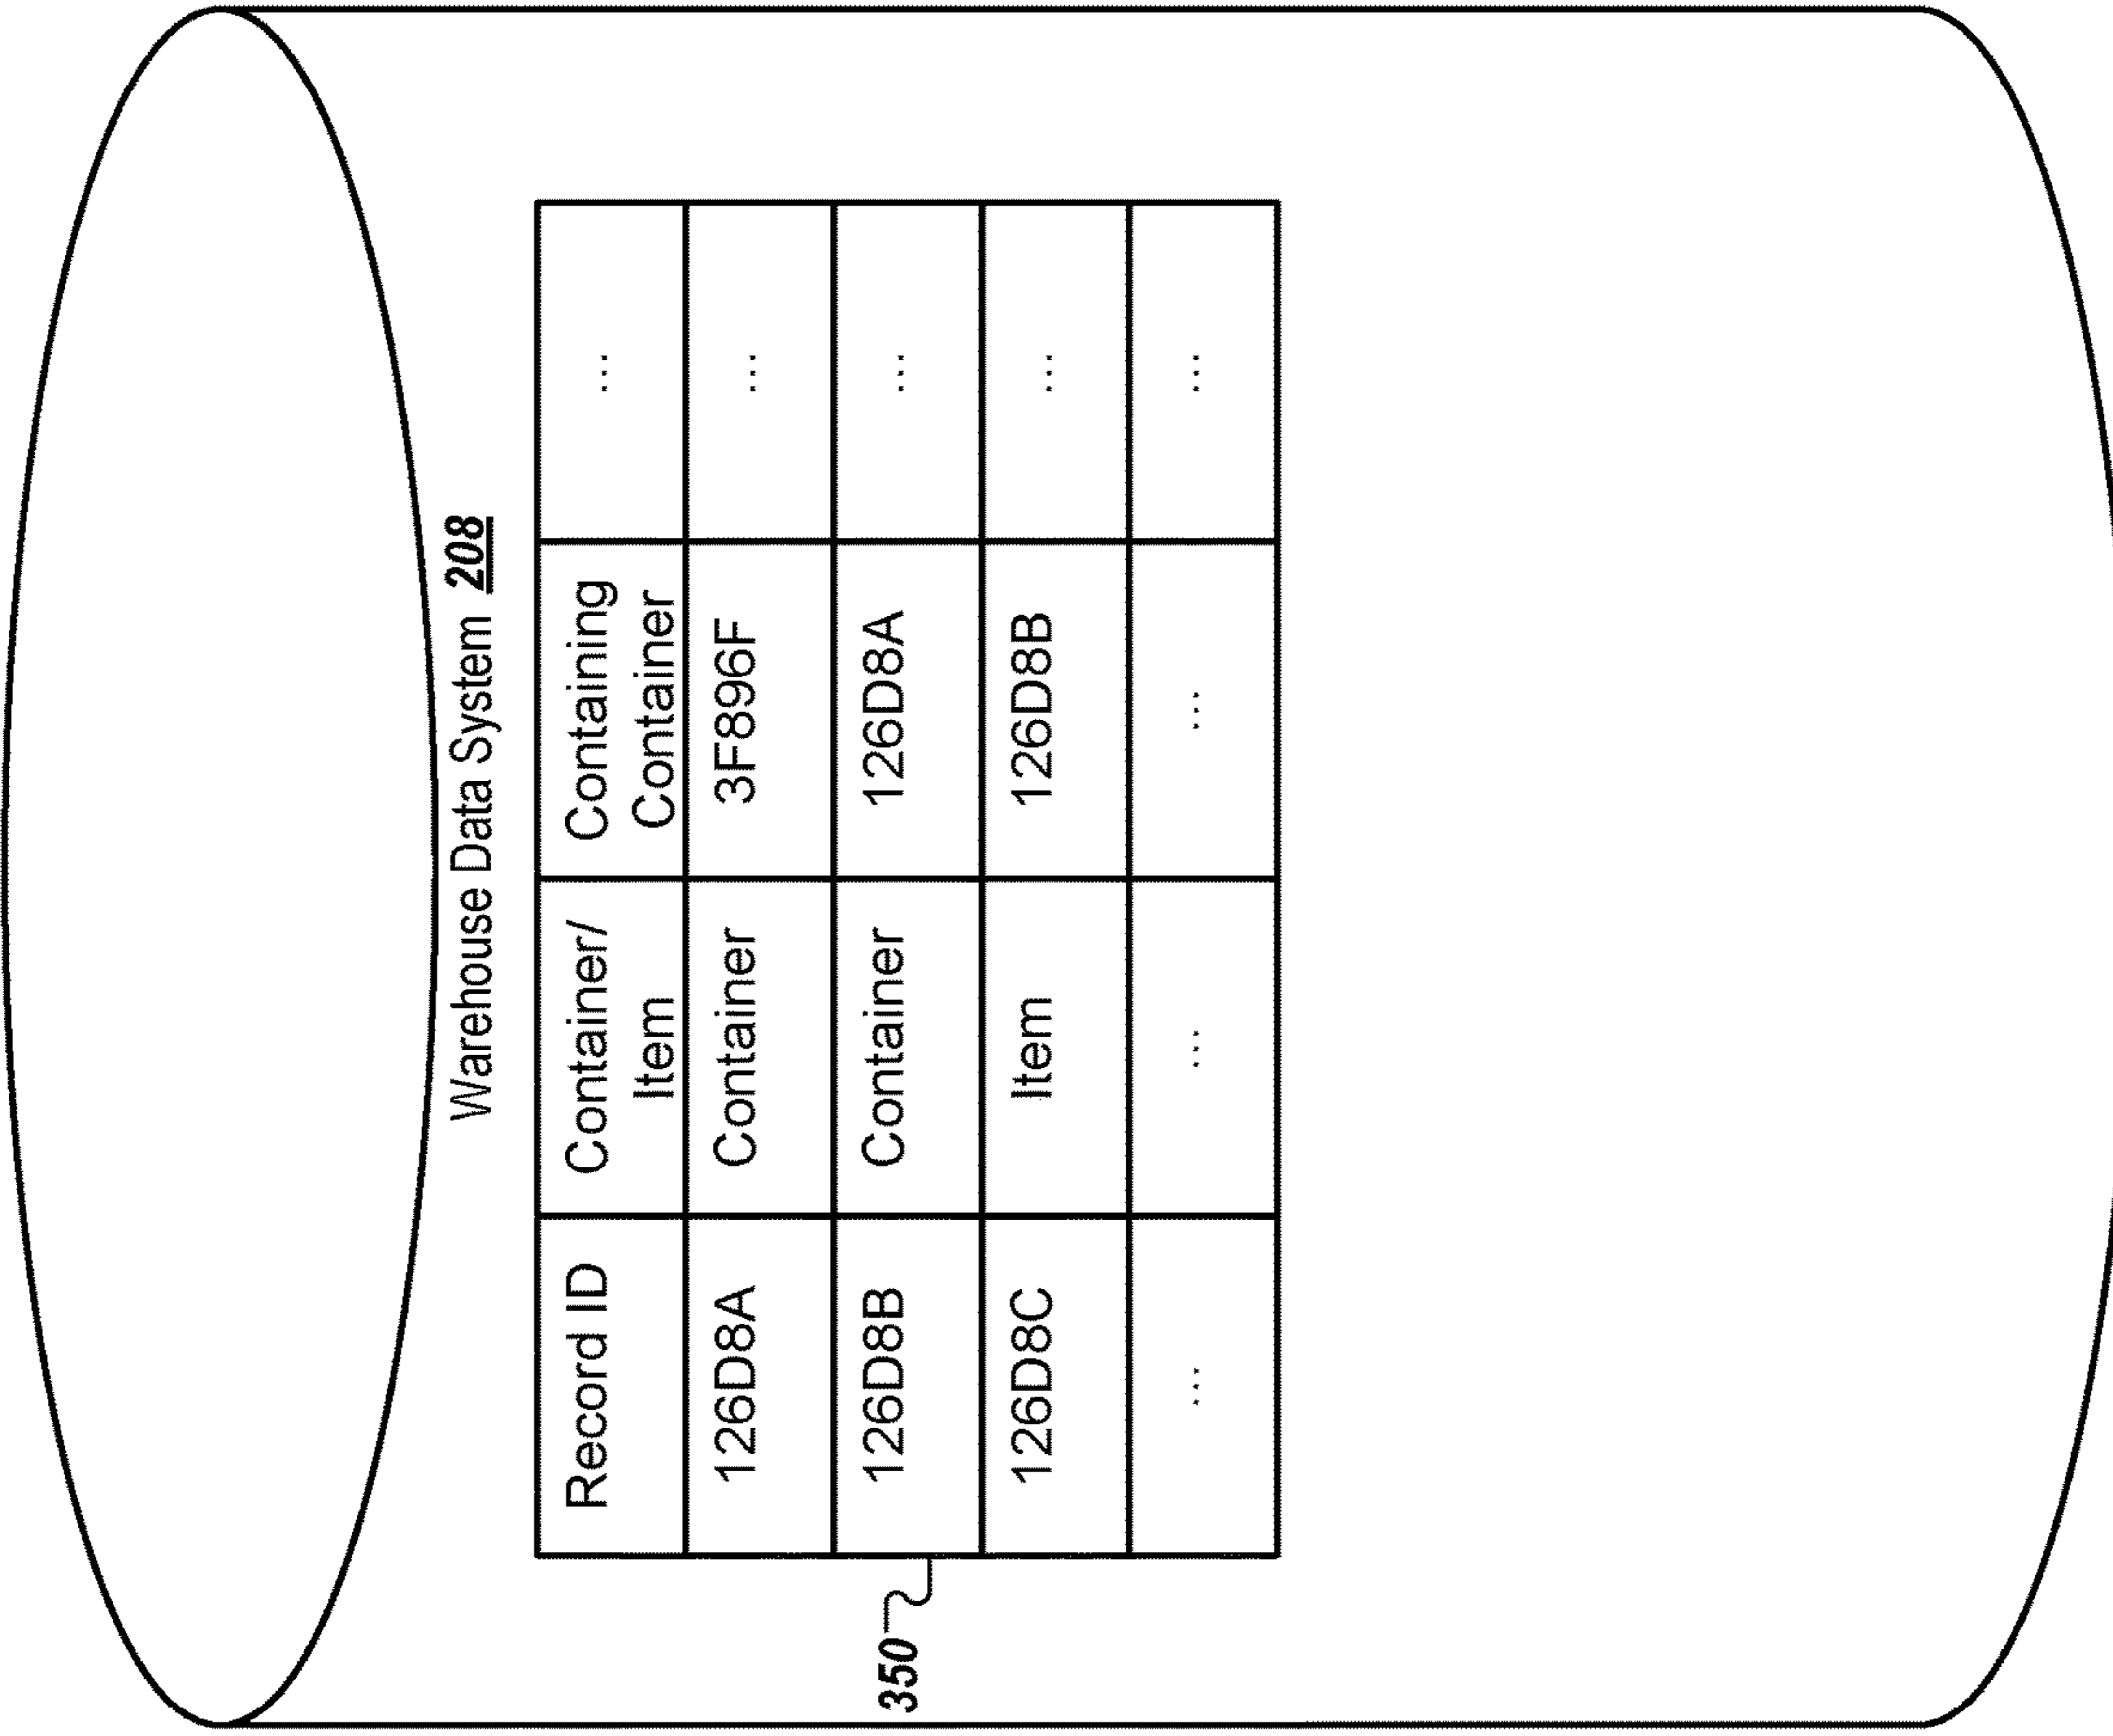 Warehouse Data System 208
Record ID Container/ Containing ...
Item Container
126D8A Container 3F896F ...
126D8B Container 126D8A ...
126D8C Item 126D8B ...
... ... ... ...
350